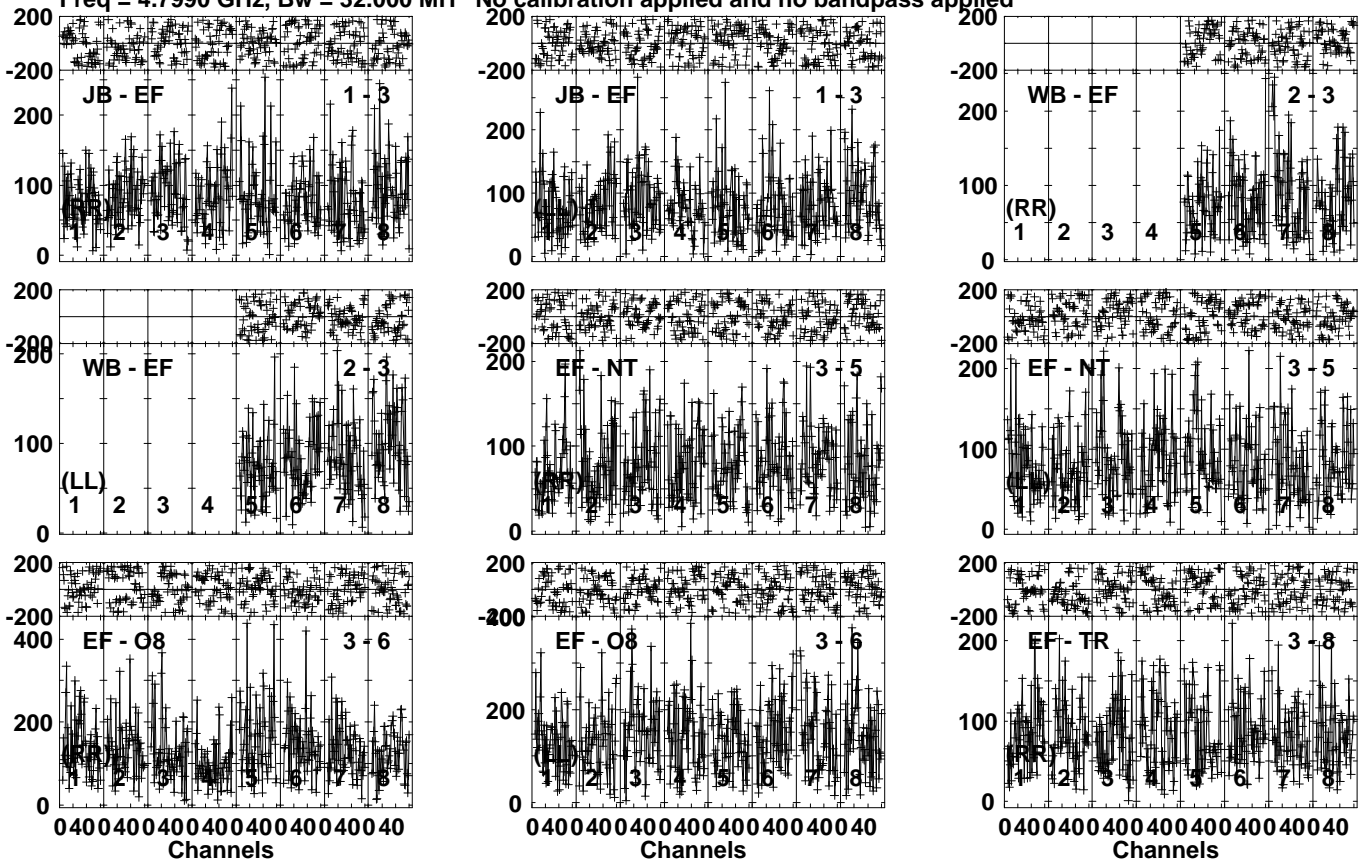 Freq = 4.7990 GHz, Bw = 32.000 MH No calibration applied and no bandpass applied
200 200 200
-200 -200
JB - EF 1 - 3 JB - EF 1 - 3 WB - EF 2 - 3
200 200 200
100 100 100
(RR) (LL) (RR)
1 2 3 4 5 6 7 8 1 2 3 4 5 6 7 8 1 2 3 4 5 6 7 8
0 0 0
200 200 200
-200 -200 -200
200 200 200
WB - EF 2 - 3 EF - NT 3 - 5 EF - NT 3 - 5
100 100 100
(LL) (RR) (LL)
1 2 3 4 5 6 7 8 1 2 3 4 5 6 7 8 1 2 3 4 5 6 7 8
0 0 0
200 200 200
-200 -200 -200
400 400 200
EF - O8 3 - 6 EF - O8 3 - 6 EF - TR 3 - 8
200 200 100
(RR) (LL) (RR)
1 2 3 4 5 6 7 8 1 2 3 4 5 6 7 8 1 2 3 4 5 6 7 8
0 0 0
0 40 0 40 0 40 0 40 0 40 0 40 0 40 0 40 0 40 0 40 0 40 0 40 0 40 0 40 0 40 0 40 0 40 0 40 0 40 0 40 0 40 0 40 0 40 0 40
Channels Channels Channels